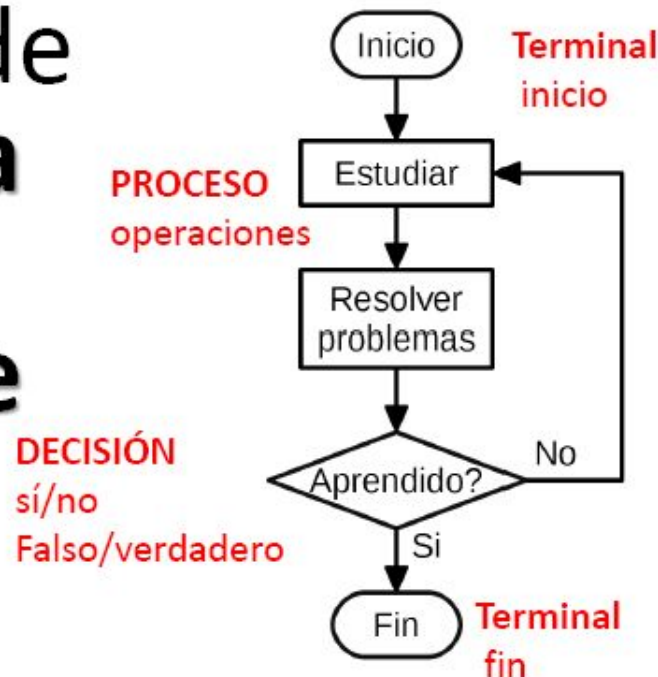 de
a
e
Inicio
Terminal
inicio
Estudiar
PROCESO
operaciones
Resolver
problemas
DECISIÓN
sí/no
Falso/verdadero
Aprendido?
No
Si
Fin
Terminal
fin